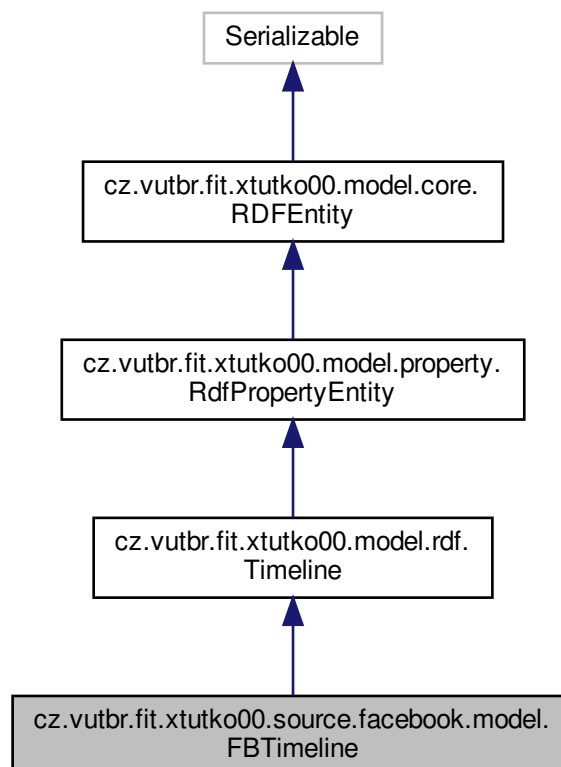 Serializable
cz.vutbr.fit.xtutko00.model.core.
RDFEntity
cz.vutbr.fit.xtutko00.model.property.
RdfPropertyEntity
cz.vutbr.fit.xtutko00.model.rdf.
Timeline
cz.vutbr.fit.xtutko00.source.facebook.model.
FBTimeline